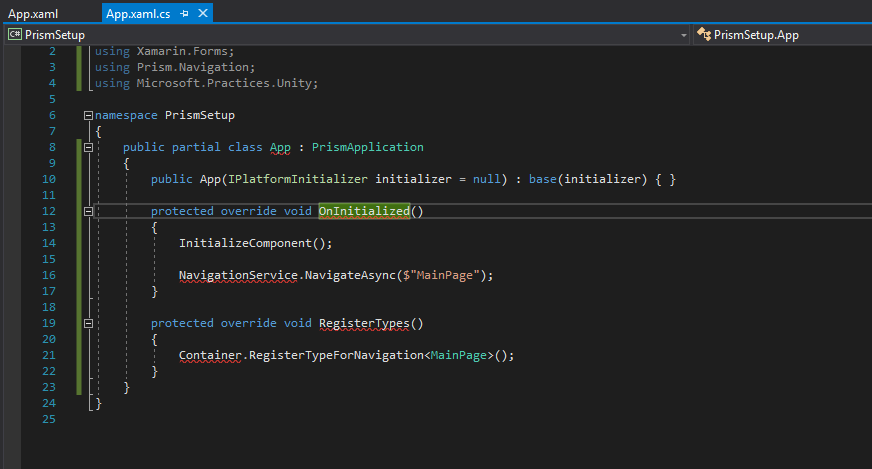 App.xaml
App.xaml.cs
C# PrismSetup
PrismSetup.App
2 using Xamarin.Forms;
3 using Prism.Navigation;
4 using Microsoft.Practices.Unity;
5
6 namespace PrismSetup
7 {
8 public partial class App : PrismApplication
9 {
10 public App(IPlatformInitializer initializer = null) : base(initializer) { }
11
12 protected override void OnInitialized()
13 {
14 InitializeComponent();
15
16 NavigationService.NavigateAsync($"MainPage");
17 }
18
19 protected override void RegisterTypes()
20 {
21 Container.RegisterTypeForNavigation<MainPage>();
22 }
23 }
24 }
25